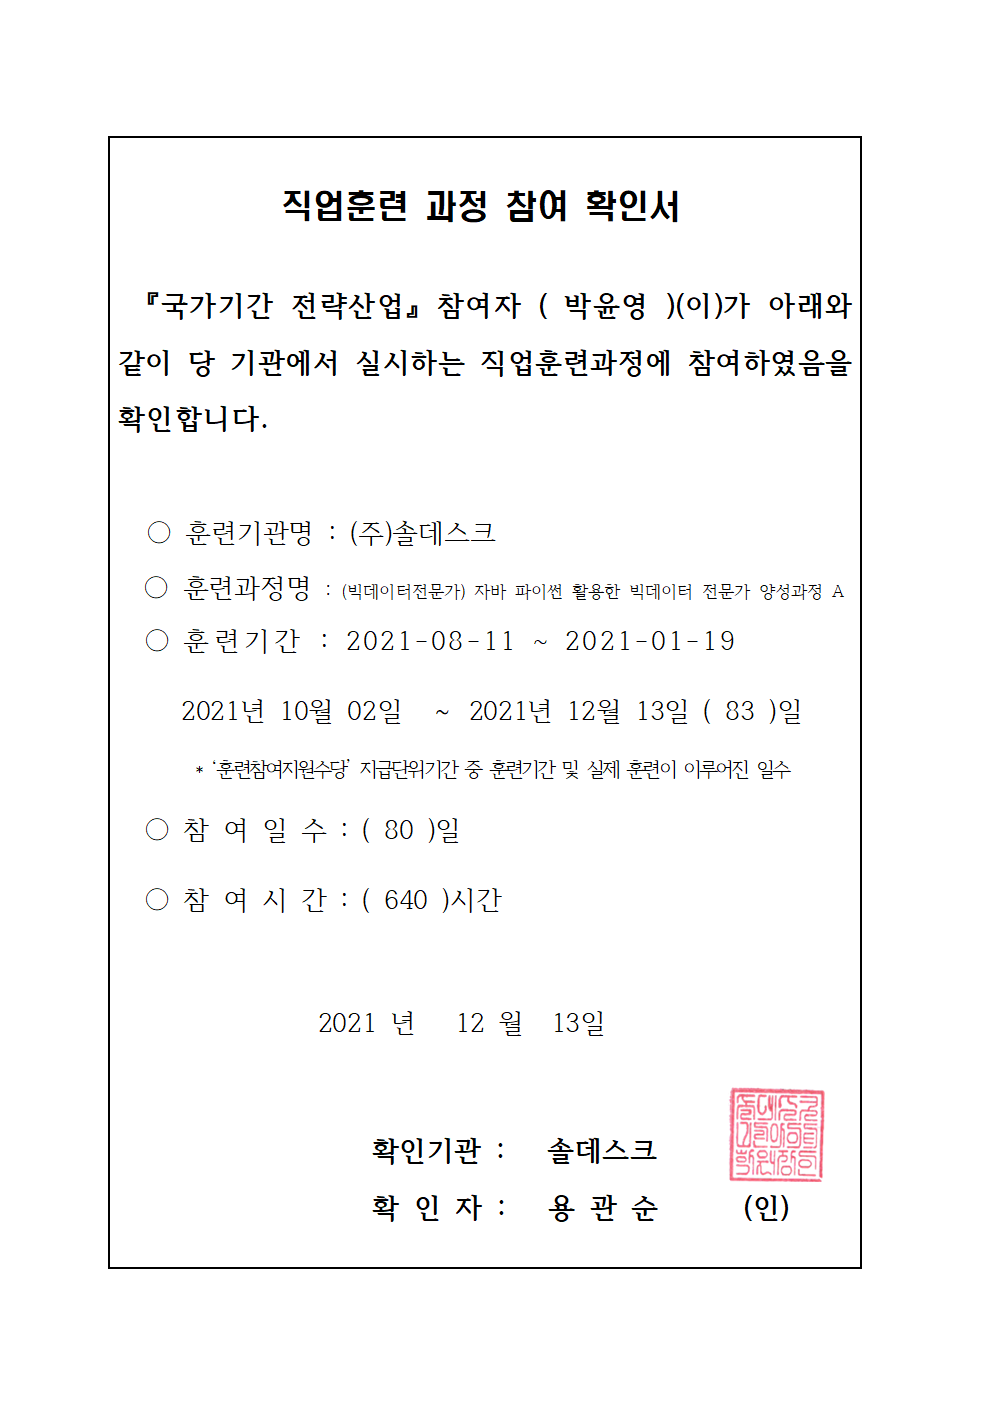 직업훈련 과정 참여 확인서
『국가기간 전략산업』참여자 ( 박윤영 )(이)가 아래와
같이 당 기관에서 실시하는 직업훈련과정에 참여하였음을
확인합니다.
○ 훈련기관명 : (주)솔데스크
○ 훈련과정명 : (빅데이터전문가) 자바 파이썬 활용한 빅데이터 전문가 양성과정 A
○ 훈련기간 : 2021-08-11 ~ 2021-01-19
2021년 10월 02일 ~ 2021년 12월 13일 ( 83 )일
* ‘훈련참여지원수당’ 지급단위기간 중 훈련기간 및 실제 훈련이 이루어진 일수
○ 참 여 일 수 : ( 80 )일
○ 참 여 시 간 : ( 640 )시간
2021 년 12 월 13일
확인기관 : 솔데스크
확 인 자 : 용 관 순 (인)